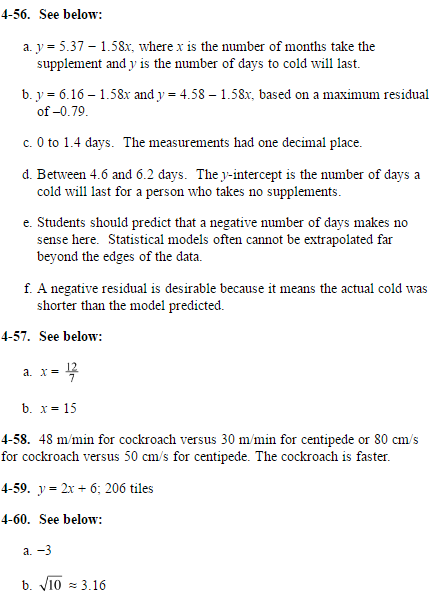 4-56. See below:
a. y = 5.37 – 1.58x, where x is the number of months take the
supplement and y is the number of days to cold will last.
b. y = 6.16 – 1.58x and y = 4.58 – 1.58x, based on a maximum residual
of –0.79.
c. 0 to 1.4 days. The measurements had one decimal place.
d. Between 4.6 and 6.2 days. The y-intercept is the number of days a
cold will last for a person who takes no supplements.
e. Students should predict that a negative number of days makes no
sense here. Statistical models often cannot be extrapolated far
beyond the edges of the data.
f. A negative residual is desirable because it means the actual cold was
shorter than the model predicted.
4-57. See below:
a. x = 12/7
b. x = 15
4-58. 48 m/min for cockroach versus 30 m/min for centipede or 80 cm/s
for cockroach versus 50 cm/s for centipede. The cockroach is faster.
4-59. y = 2x + 6; 206 tiles
4-60. See below:
a. –3
b. √10 ≈ 3.16